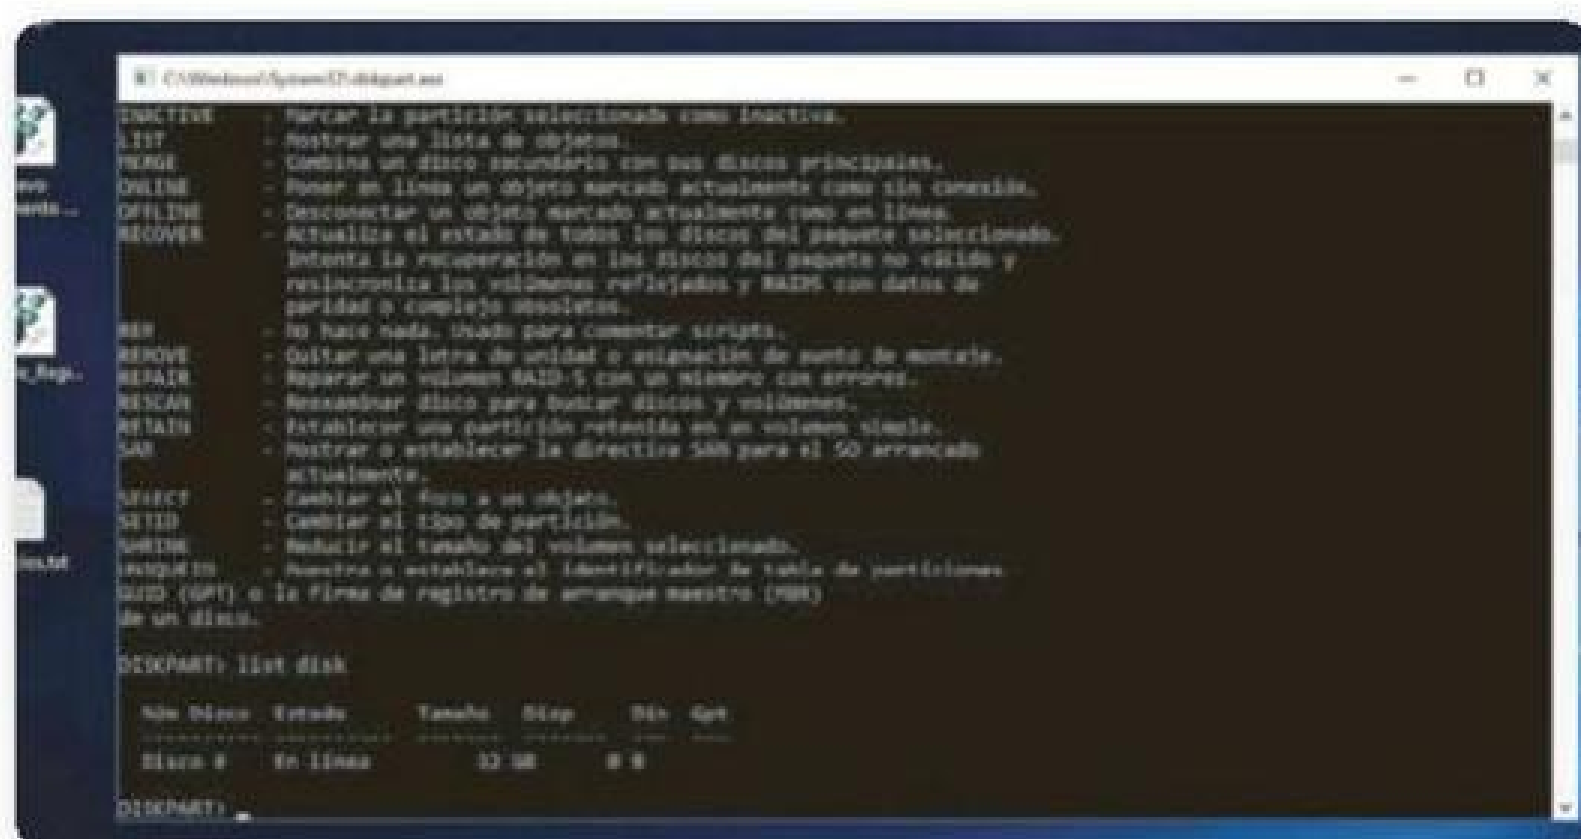 C:\Windows\System32\diskpart.exe
INACTIVE - Marcar la partición seleccionada como inactiva.
LIST - Mostrar una lista de objetos.
MERGE - Combina un disco secundario con sus discos principales.
ONLINE - Poner en línea un objeto marcado actualmente como sin conexión.
OFFLINE - Desconectar un objeto marcado actualmente como en línea.
RECOVER - Actualiza el estado de todos los discos del paquete seleccionado.
Intenta la recuperación en los discos del paquete no válido y
resincroniza los volúmenes reflejados y RAID5 con datos de
paridad o complejo obsoletos.
REM - No hace nada. Usado para comentar scripts.
REMOVE - Quitar una letra de unidad o asignación de punto de montaje.
REPAIR - Reparar un volumen RAID-5 con un miembro con errores.
RESCAN - Reexaminar disco para buscar discos y volúmenes.
RETAIN - Establecer una partición retenida en un volumen simple.
SAN - Mostrar o establecer la directiva SAN para el SO arrancado
actualmente.
SELECT - Cambiar el foco a un objeto.
SETID - Cambiar el tipo de partición.
SHRINK - Reducir el tamaño del volumen seleccionado.
UNIQUEID - Muestra o establece el identificador de tabla de particiones
GUID (GPT) o la firma de registro de arranque maestro (MBR)
de un disco.
DISKPART> list disk
Núm Disco Estado Tamaño Disp Din Gpt
---------- ---------- ------- ------- --- ---
Disco 0 En línea 32 GB 0 B
DISKPART>